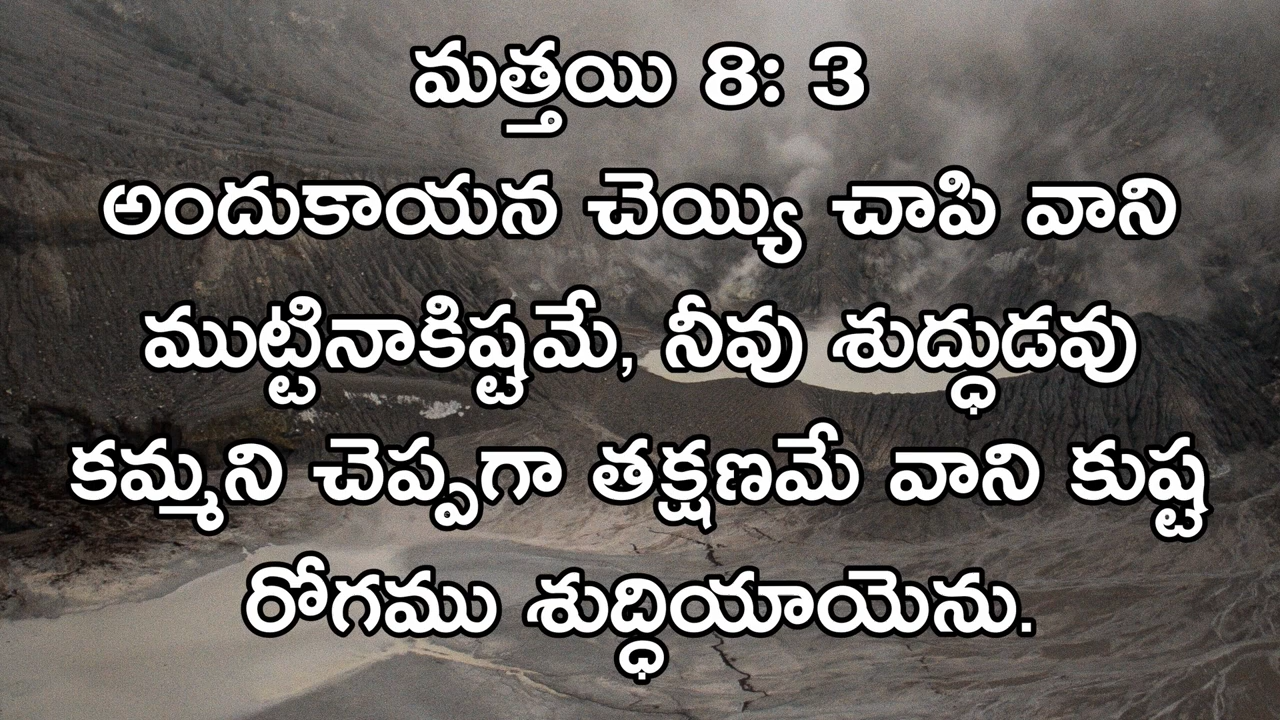 మత్తయి 8: 3
అందుకాయన చెయ్యి చాపి వాని
ముట్టినాకిష్టమే, నీవు శుద్ధుడవు
కమ్మని చెప్పగా తక్షణమే వాని కుష్ట
రోగము శుద్ధియాయెను.